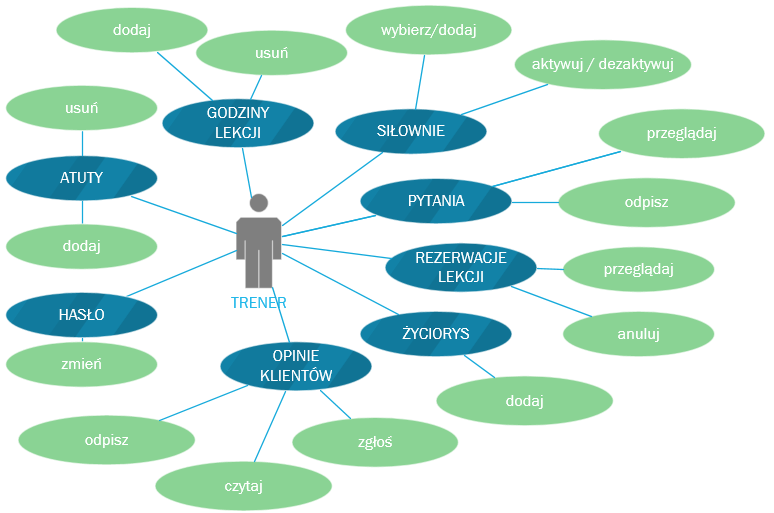 dodaj
wybierz/dodaj
usuń
aktywuj / dezaktywuj
usuń
GODZINY
LEKCJI
SIŁOWNIE
przeglądaj
ATUTY
PYTANIA
odpisz
dodaj
REZERWACJE
LEKCJI
przeglądaj
TRENER
HASŁO
ŻYCIORYS
anuluj
zmień
OPINIE
KLIENTÓW
dodaj
odpisz
zgłoś
czytaj